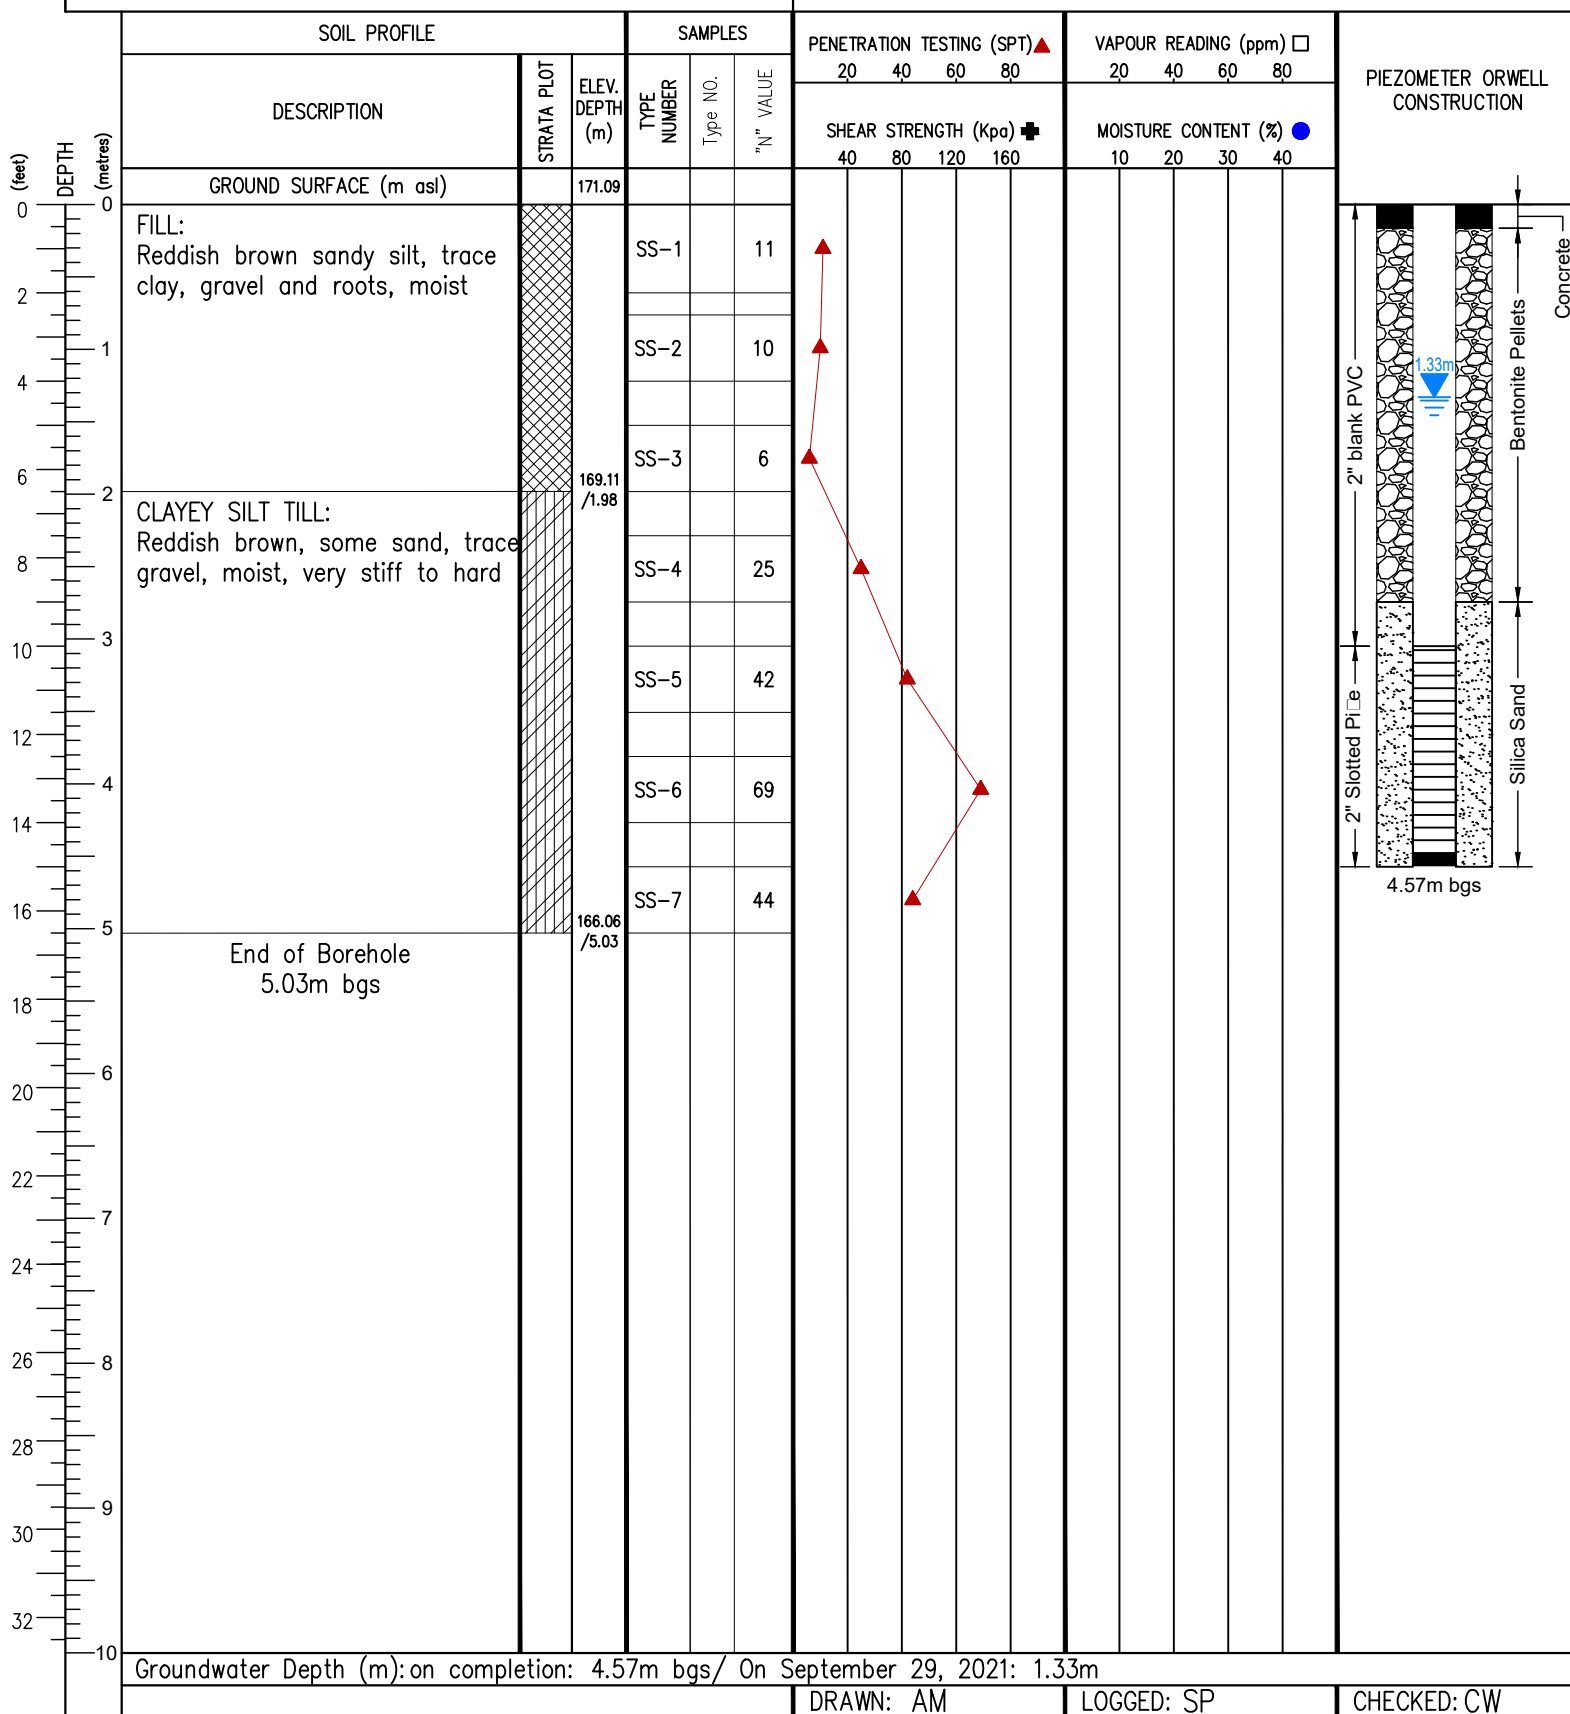 SOIL PROFILE
SAMPLES
PENETRATION TESTING (SPT)
20 40 60 80
SHEAR STRENGTH (Kpa)
40 80 120 160
VAPOUR READING (ppm)
20 40 60 80
MOISTURE CONTENT (%)
10 20 30 40
PIEZOMETER ORWELL
CONSTRUCTION
(feet)
DEPTH
(metres)
DESCRIPTION
STRATA PLOT
ELEV.
DEPTH
(m)
TYPE
NUMBER
Type NO.
"N" VALUE
GROUND SURFACE (m asl) 171.09
FILL:
Reddish brown sandy silt, trace
clay, gravel and roots, moist
169.11
/1.98
CLAYEY SILT TILL:
Reddish brown, some sand, trace
gravel, moist, very stiff to hard
166.06
/5.03
End of Borehole
5.03m bgs
SS-1 11
SS-2 10
SS-3 6
SS-4 25
SS-5 42
SS-6 69
SS-7 44
0
2
4
6
8
10
12
14
16
18
20
22
24
26
28
30
32
0
1
2
3
4
5
6
7
8
9
10
Concrete
Bentonite Pellets
2" blank PVC
1.33m
2" Slotted Pi□e
Silica Sand
4.57m bgs
Groundwater Depth (m): on completion: 4.57m bgs/ On September 29, 2021: 1.33m
DRAWN: AM
LOGGED: SP
CHECKED: CW